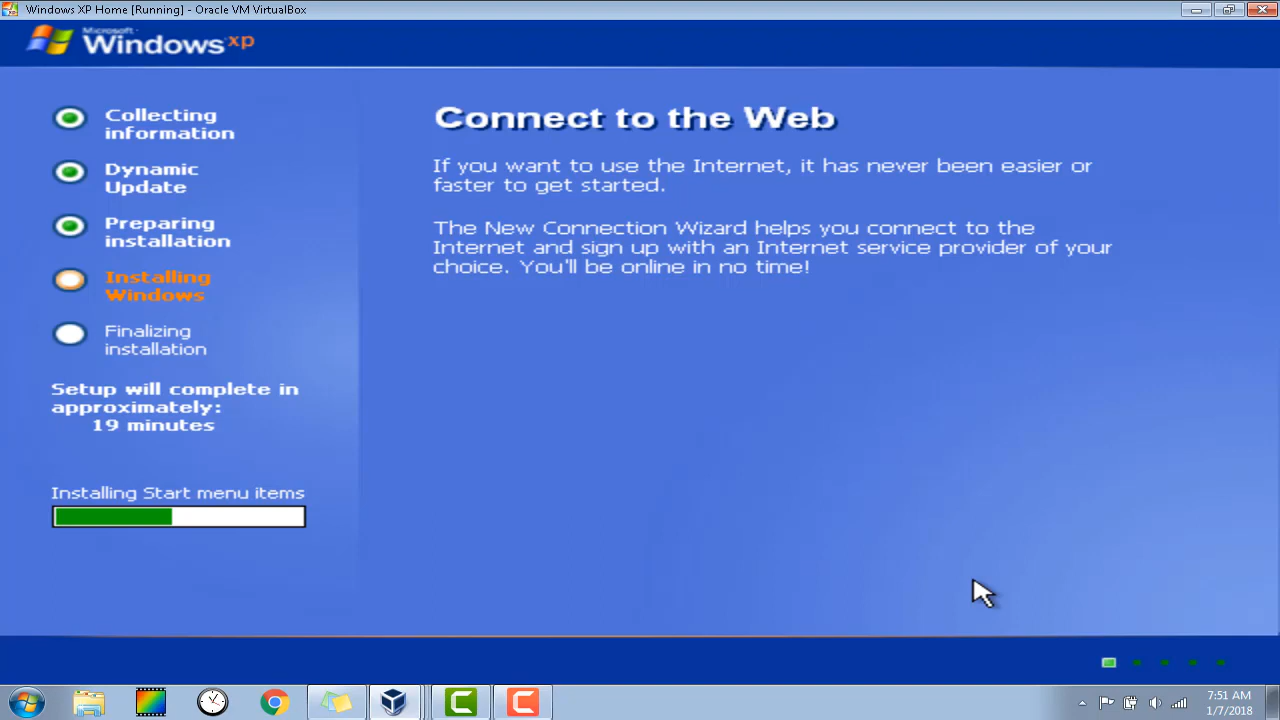 Windows XP Home [Running] - Oracle VM VirtualBox
Microsoft
Windows xp
Collecting
information
Dynamic
Update
Preparing
installation
Installing
Windows
Finalizing
installation
Setup will complete in
approximately:
19 minutes
Installing Start menu items
Connect to the Web
If you want to use the Internet, it has never been easier or
faster to get started.
The New Connection Wizard helps you connect to the
Internet and sign up with an Internet service provider of your
choice. You'll be online in no time!
7:51 AM
1/7/2018